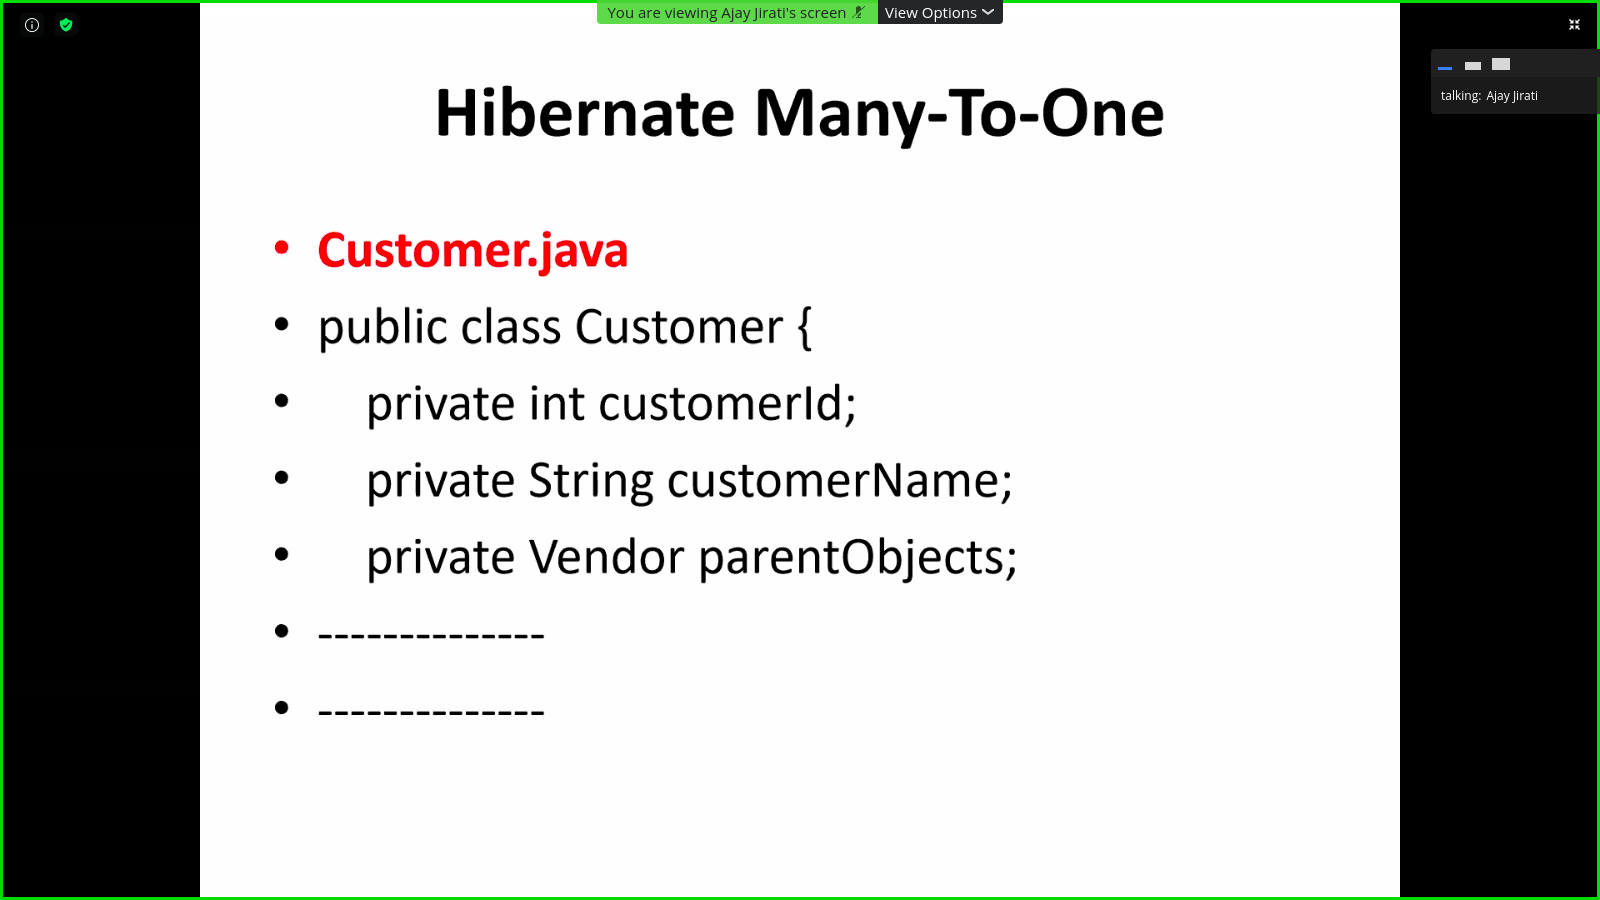 You are viewing Ajay Jirati's screen View Options
talking: Ajay Jirati
Hibernate Many-To-One
• Customer.java
• public class Customer {
• private int customerId;
• private String customerName;
• private Vendor parentObjects;
• --------------
• --------------